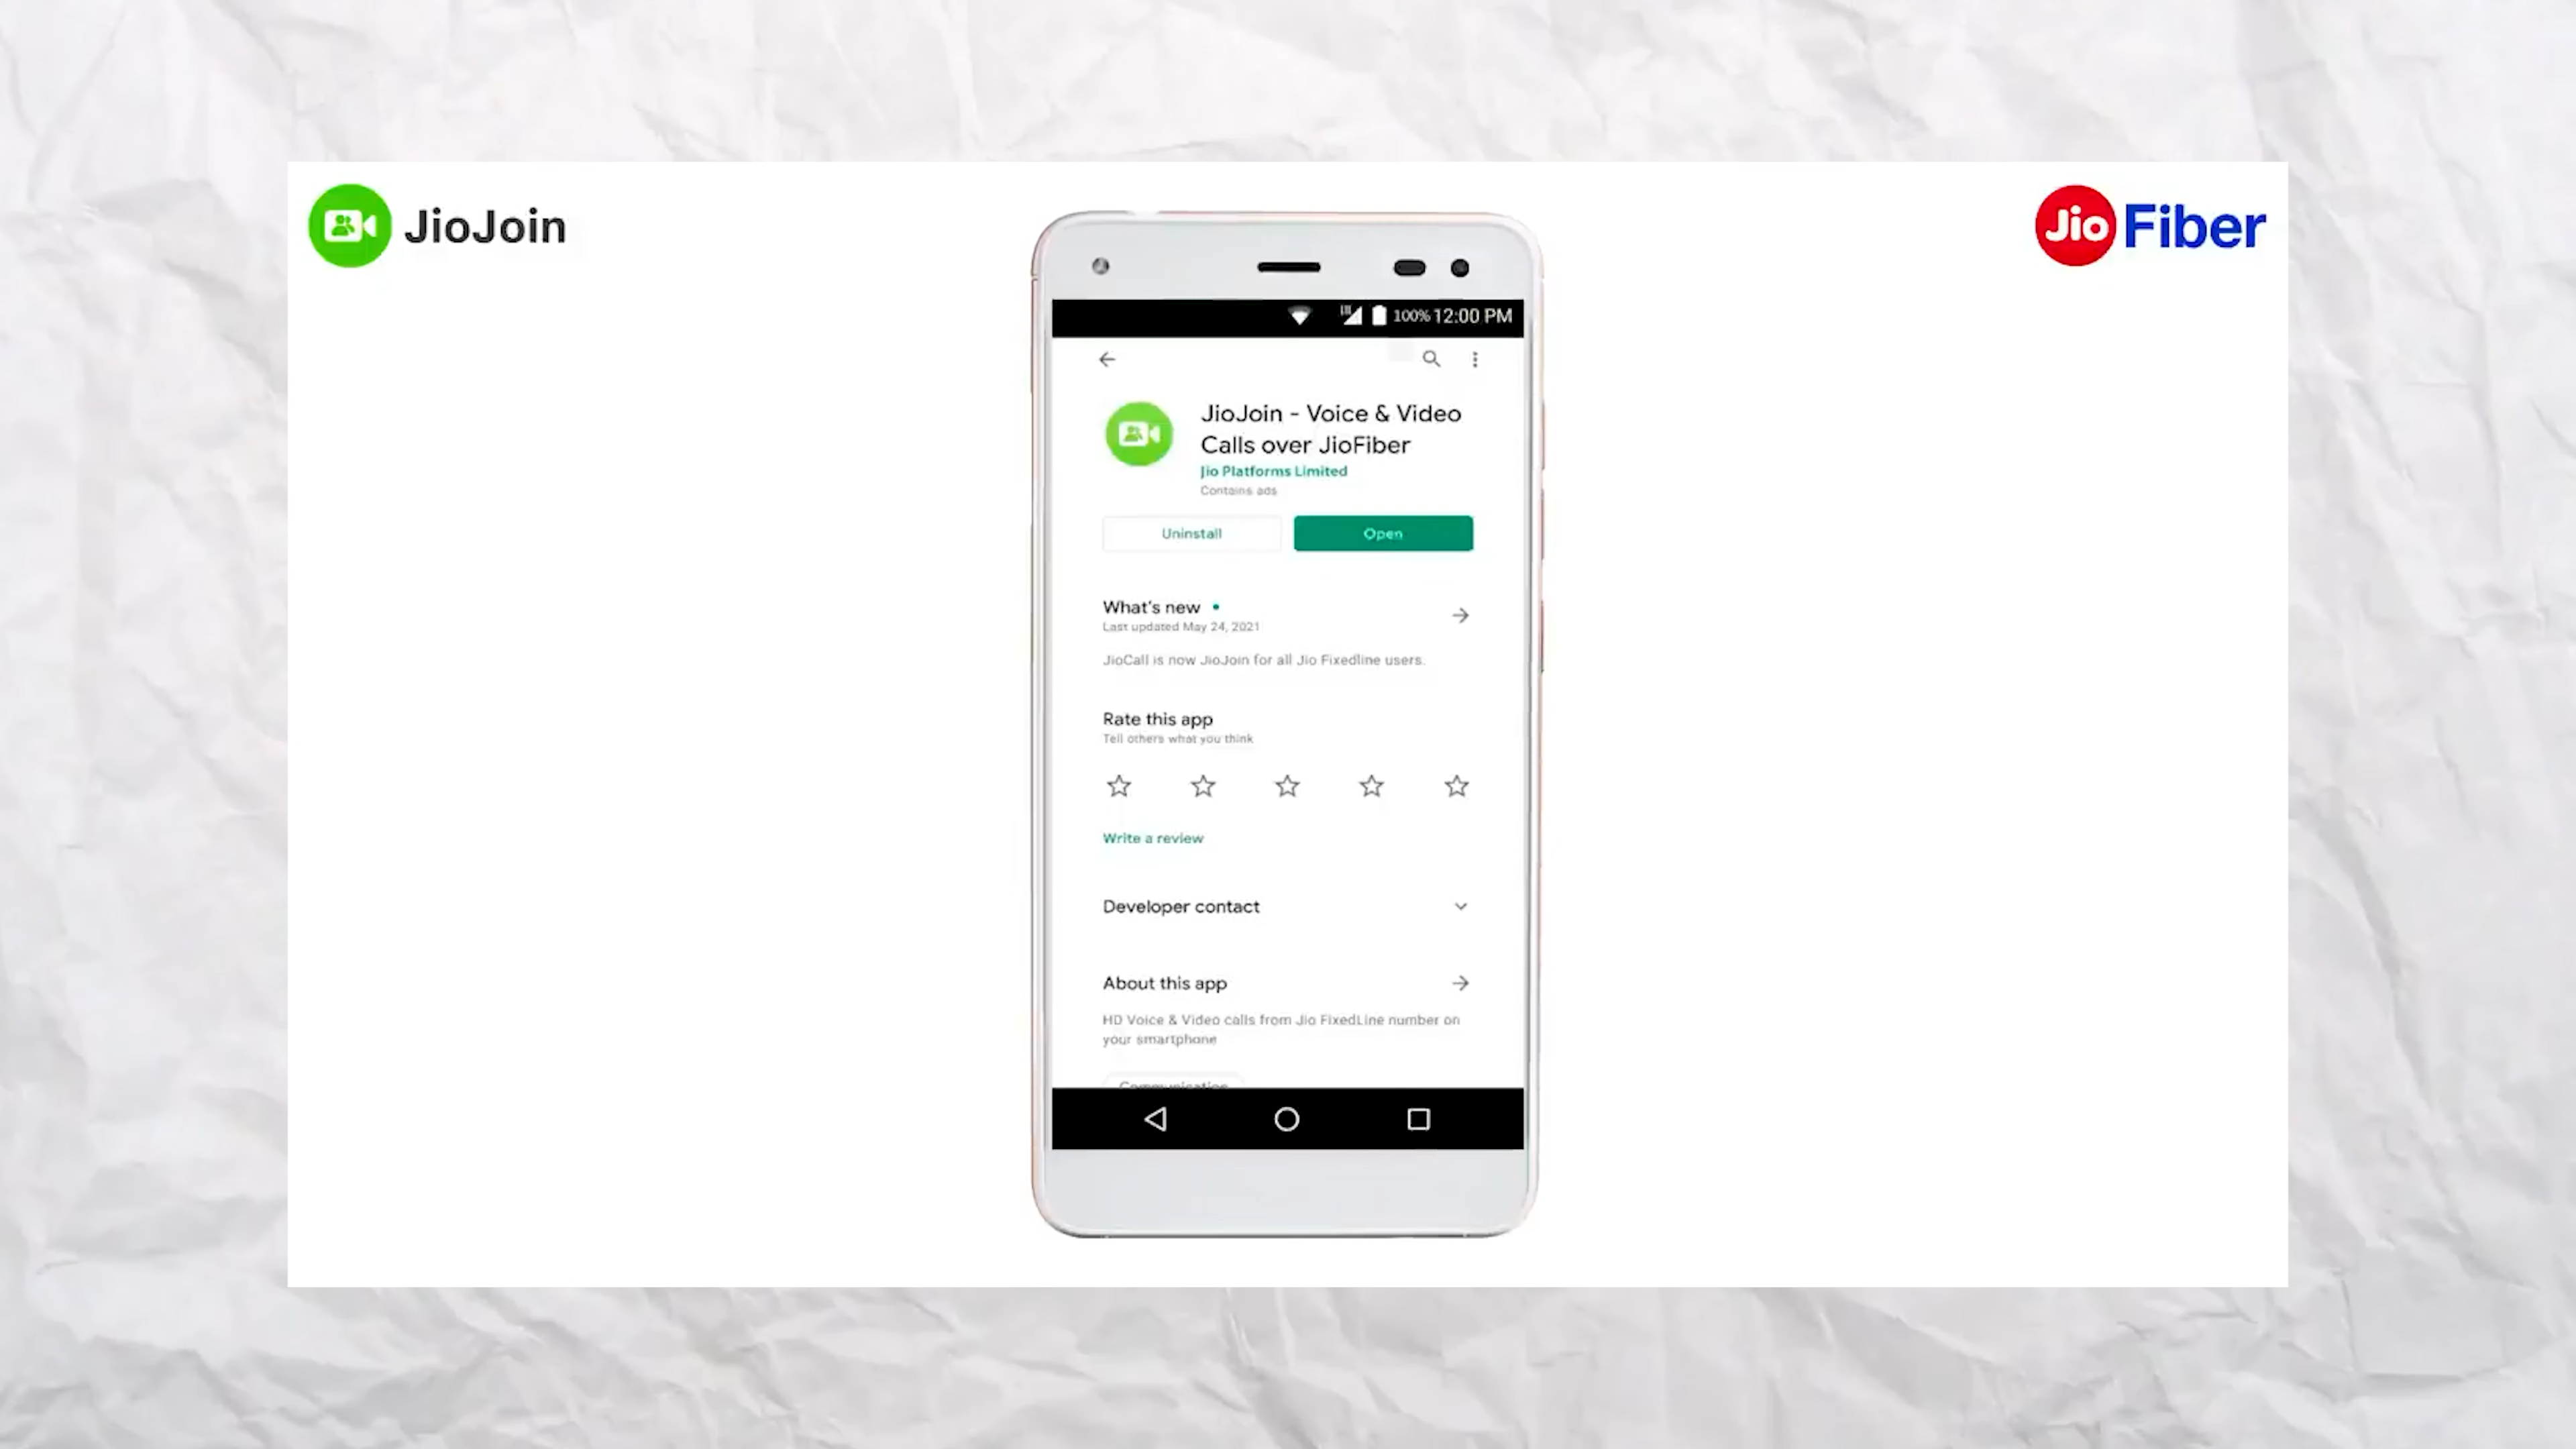 JioJoin
Jio Fiber
100% 12:00 PM
JioJoin - Voice & Video
Calls over JioFiber
Jio Platforms Limited
Contains ads
Uninstall
Open
What's new
Last updated May 24, 2021
JioCall is now JioJoin for all Jio Fixedline users.
Rate this app
Tell others what you think
Write a review
Developer contact
About this app
HD Voice & Video calls from Jio FixedLine number on
your smartphone
Communication